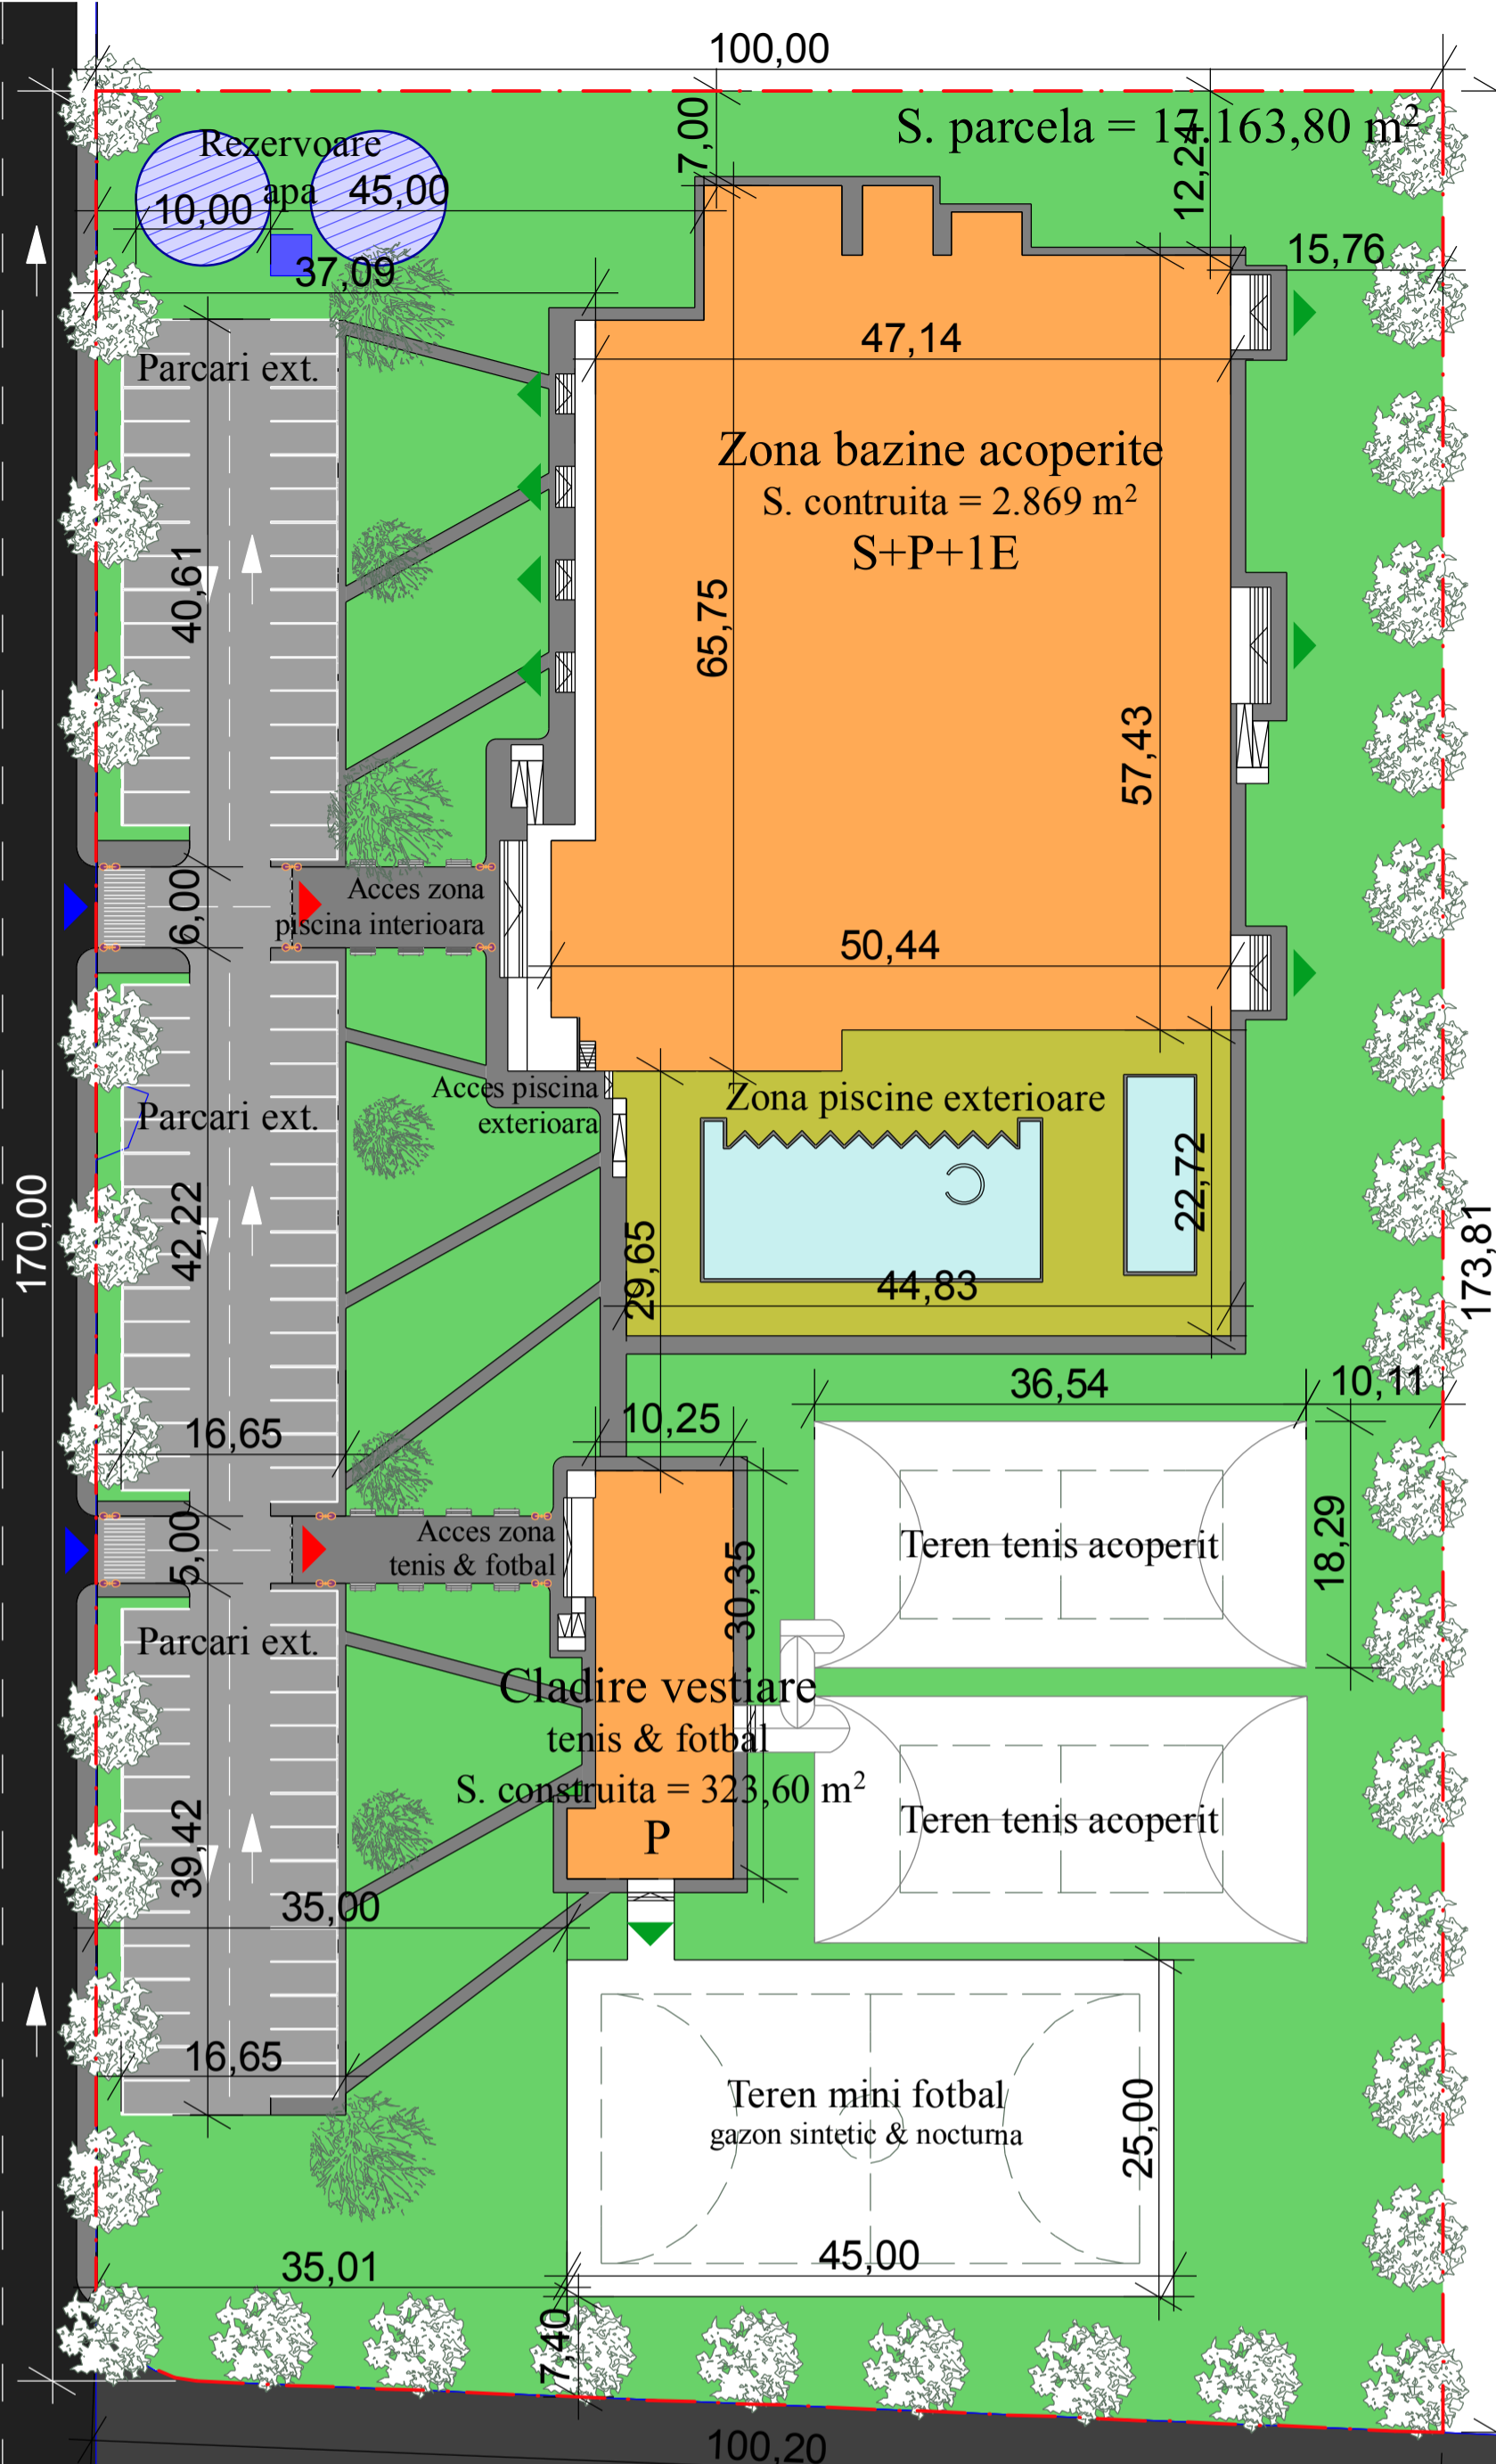 100,00
7,00
S. parcela = 17.163,80 m²
12,24
Rezervoare
apa
45,00
10,00
37,09
15,76
Parcari ext.
47,14
Zona bazine acoperite
S. contruita = 2.869 m²
S+P+1E
40,61
65,75
57,43
6,00
Acces zona
piscina interioara
50,44
Acces piscina
exterioara
Zona piscine exterioare
Parcari ext.
42,22
22,72
170,00
173,81
29,65
44,83
36,54
10,11
16,65
10,25
5,00
Acces zona
tenis & fotbal
30,35
Teren tenis acoperit
18,29
Parcari ext.
Cladire vestiare
tenis & fotbal
S. construita = 323,60 m²
P
Teren tenis acoperit
39,42
35,00
16,65
Teren mini fotbal
gazon sintetic & nocturna
25,00
45,00
35,01
7,40
100,20